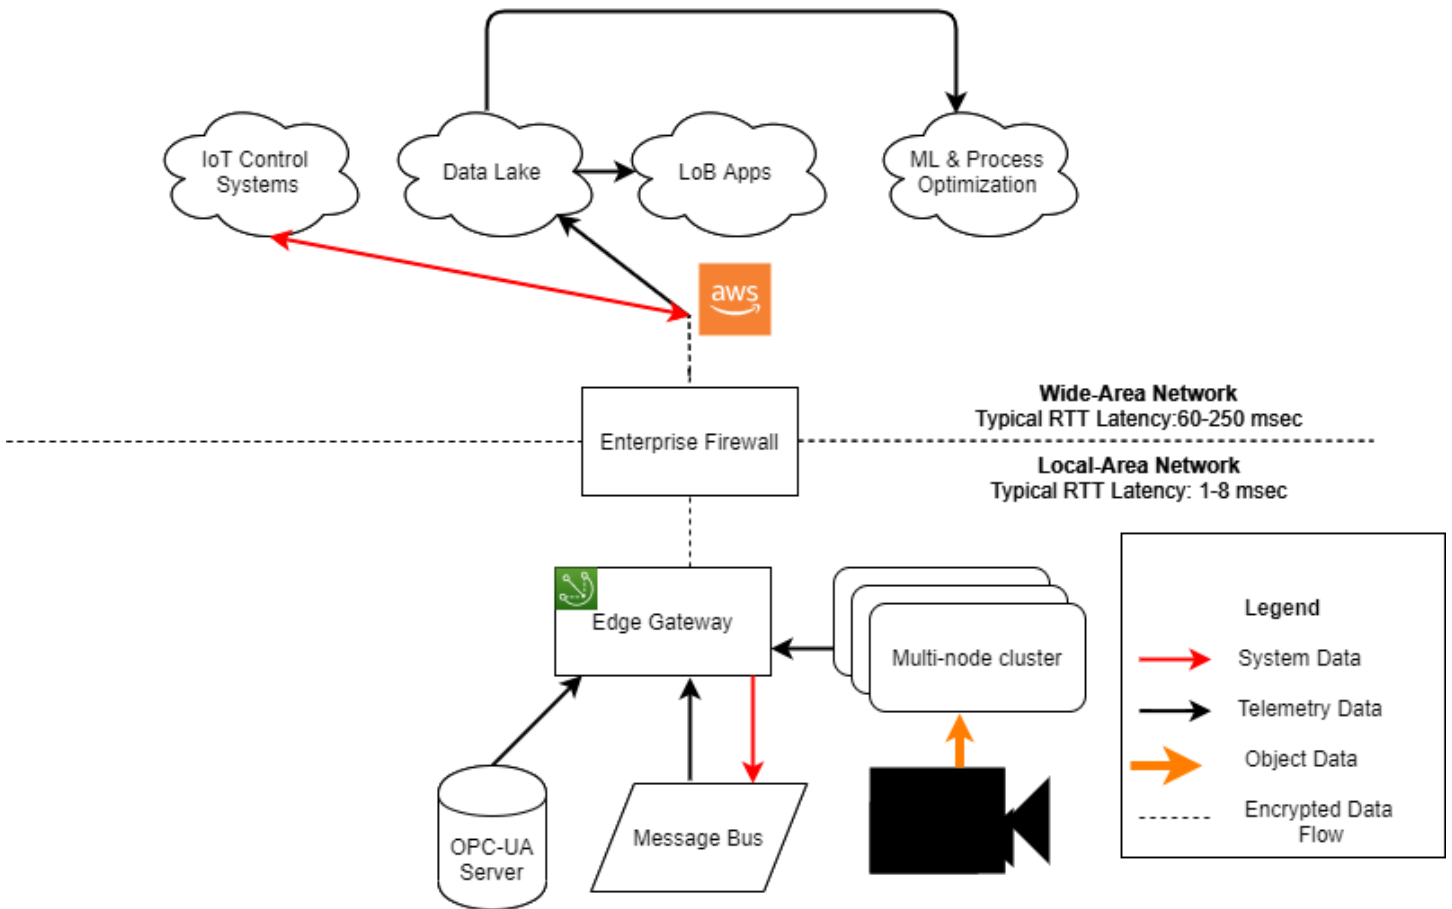 IoT Control
Systems
Data Lake
LoB Apps
ML & Process
Optimization
aws
Enterprise Firewall
Wide-Area Network
Typical RTT Latency:60-250 msec
Local-Area Network
Typical RTT Latency: 1-8 msec
Edge Gateway
Multi-node cluster
OPC-UA
Server
Message Bus
Legend
System Data
Telemetry Data
Object Data
Encrypted Data
Flow